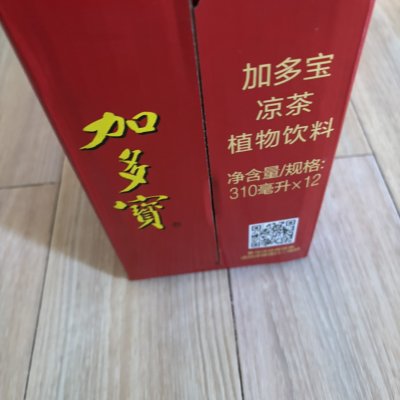 加多寶
加多宝
凉茶
植物饮料
净含量/规格:
310毫升×12